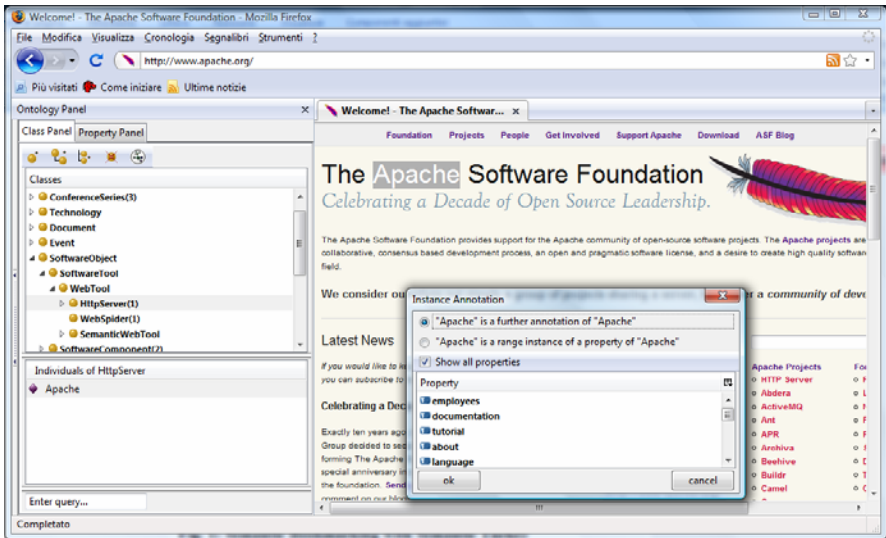 Welcome! - The Apache Software Foundation - Mozilla Firefox
File Modifica Visualizza Cronologia Segnalibri Strumenti ?
http://www.apache.org/
Più visitati Come iniziare Ultime notizie
Ontology Panel x
Welcome! - The Apache Softwar... x
Class Panel Property Panel
Foundation Projects People Get Involved Support Apache Download ASF Blog
Classes
ConferenceSeries(3)
Technology
Document
Event
SoftwareObject
SoftwareTool
WebTool
HttpServer(1)
WebSpider(1)
SemanticWebTool
SoftwareComponent(2)
Individuals of HttpServer
Apache
Enter query...
The Apache Software Foundation
Celebrating a Decade of Open Source Leadership.
The Apache Software Foundation provides support for the Apache community of open-source software projects. The Apache projects are
collaborative, consensus based development process, an open and pragmatic software license, and a desire to create high quality software
field.
We consider er a community of deve
Latest News
If you would like to
you can subscribe to
Celebrating a Dec
Exactly ten years ago
Group decided to
forming The Apache
special anniversary in
the foundation. Send
comment on our blog
Instance Annotation
"Apache" is a further annotation of "Apache"
"Apache" is a range instance of a property of "Apache"
Show all properties
Property
employees
documentation
tutorial
about
language
ok cancel
Apache Projects
HTTP Server
Abdera
ActiveMQ
Ant
APR
Archiva
Beehive
Buildr
Camel
Completato